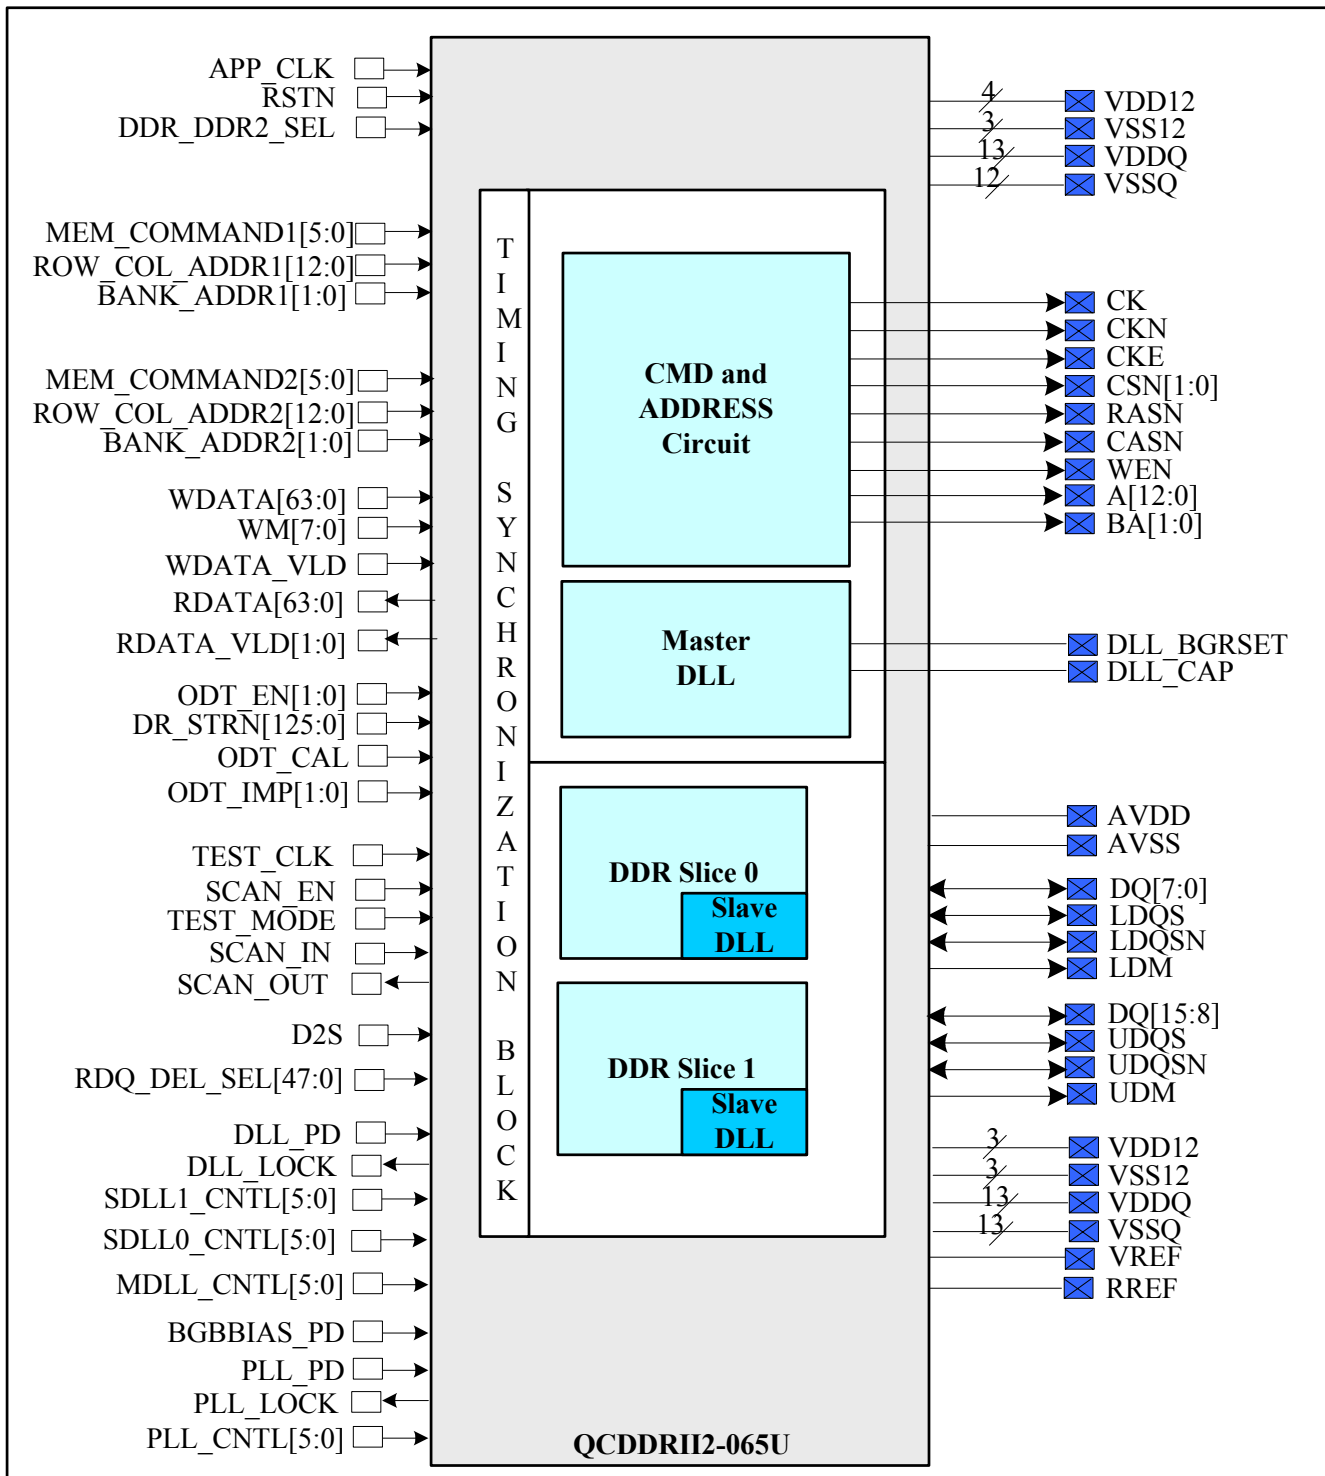 APP_CLK
RSTN
DDR_DDR2_SEL
MEM_COMMAND1[5:0]
ROW_COL_ADDR1[12:0]
BANK_ADDR1[1:0]
MEM_COMMAND2[5:0]
ROW_COL_ADDR2[12:0]
BANK_ADDR2[1:0]
WDATA[63:0]
WM[7:0]
WDATA_VLD
RDATA[63:0]
RDATA_VLD[1:0]
ODT_EN[1:0]
DR_STRN[125:0]
ODT_CAL
ODT_IMP[1:0]
TEST_CLK
SCAN_EN
TEST_MODE
SCAN_IN
SCAN_OUT
D2S
RDQ_DEL_SEL[47:0]
DLL_PD
DLL_LOCK
SDLL1_CNTL[5:0]
SDLL0_CNTL[5:0]
MDLL_CNTL[5:0]
BGBBIAS_PD
PLL_PD
PLL_LOCK
PLL_CNTL[5:0]
TIMING SYNCHRONIZATION BLOCK
CMD and
ADDRESS
Circuit
Master
DLL
DDR Slice 0
Slave
DLL
DDR Slice 1
Slave
DLL
QCDDRII2-065U
4 VDD12
3 VSS12
13 VDDQ
12 VSSQ
CK
CKN
CKE
CSN[1:0]
RASN
CASN
WEN
A[12:0]
BA[1:0]
DLL_BGRSET
DLL_CAP
AVDD
AVSS
DQ[7:0]
LDQS
LDQSN
LDM
DQ[15:8]
UDQS
UDQSN
UDM
3 VDD12
3 VSS12
13 VDDQ
13 VSSQ
VREF
RREF